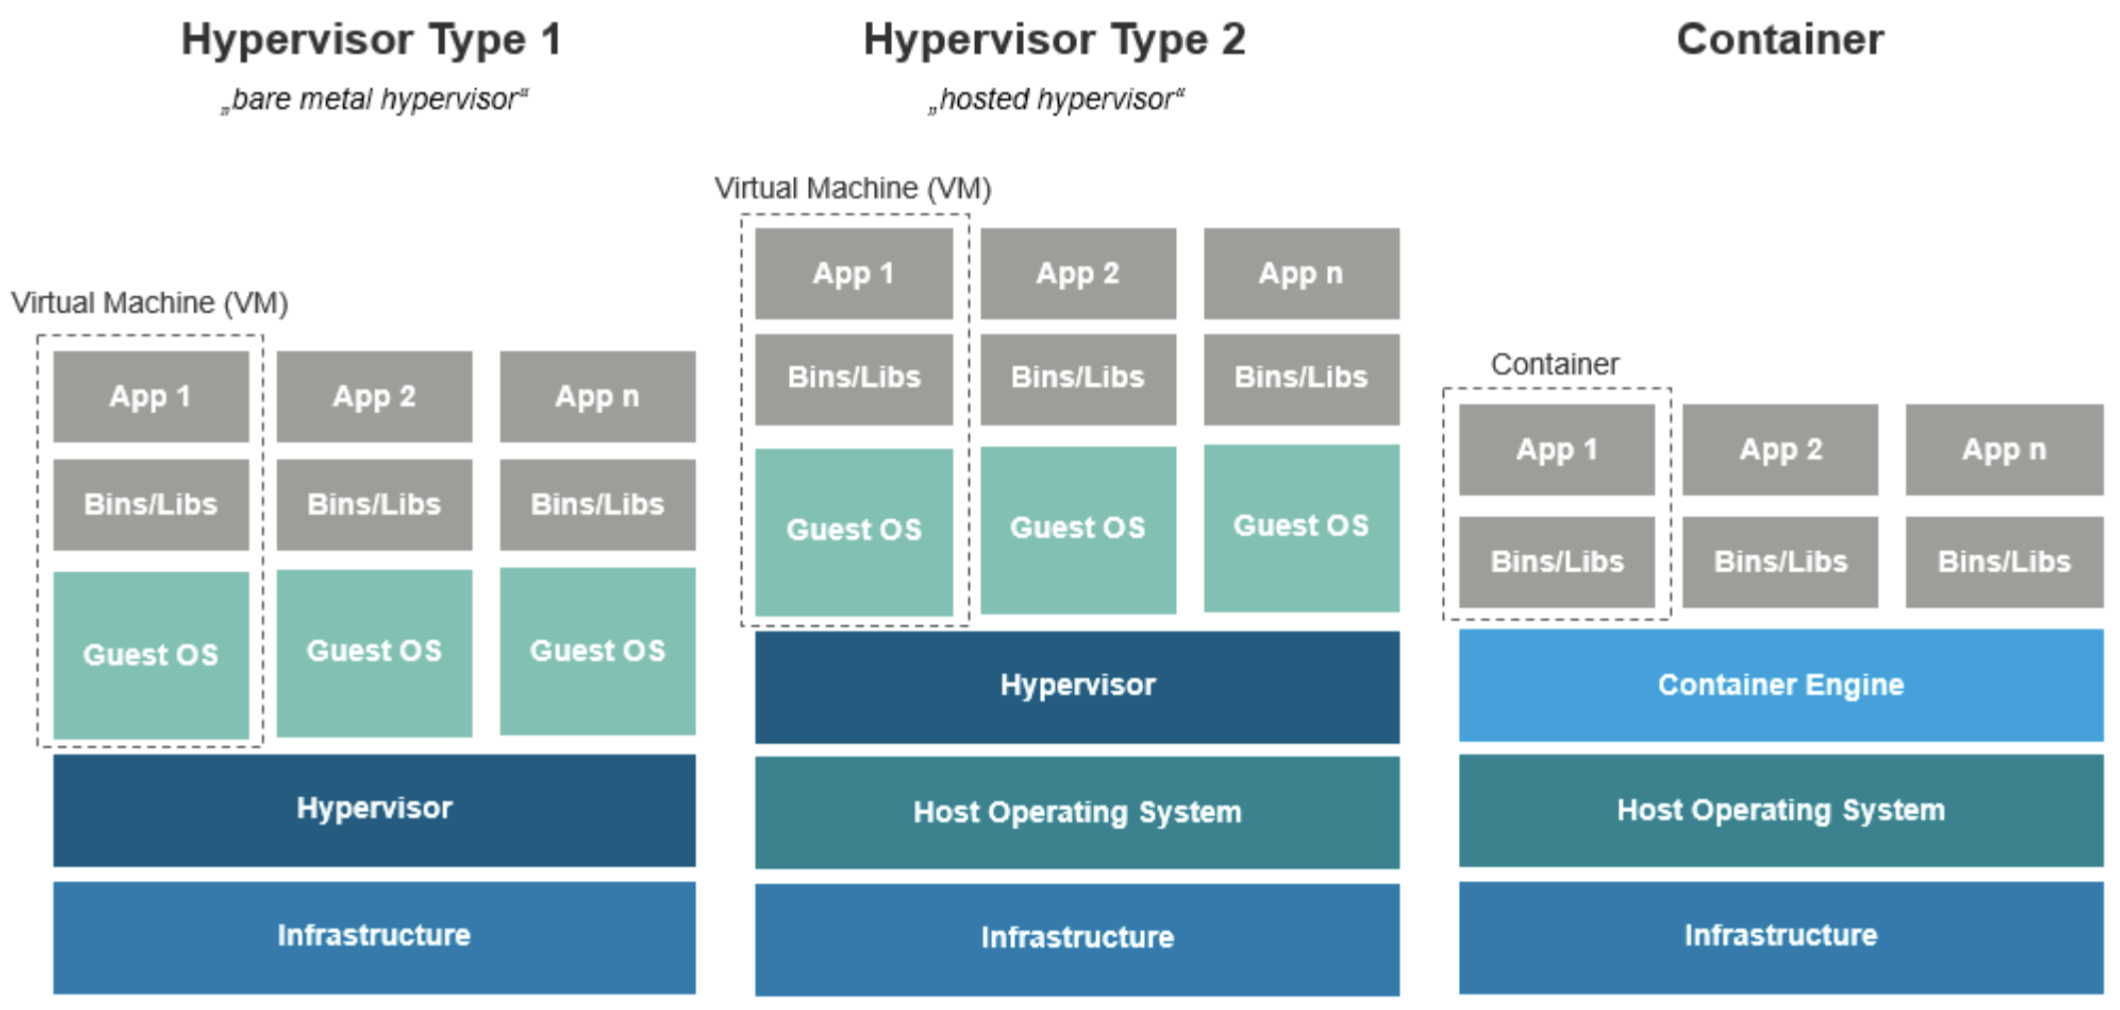 Hypervisor Type 1
„bare metal hypervisor“
Virtual Machine (VM)
App 1
App 2
App n
Bins/Libs
Bins/Libs
Bins/Libs
Guest OS
Guest OS
Guest OS
Hypervisor
Infrastructure
Hypervisor Type 2
„hosted hypervisor“
Virtual Machine (VM)
App 1
App 2
App n
Bins/Libs
Bins/Libs
Bins/Libs
Guest OS
Guest OS
Guest OS
Hypervisor
Host Operating System
Infrastructure
Container
Container
App 1
App 2
App n
Bins/Libs
Bins/Libs
Bins/Libs
Container Engine
Host Operating System
Infrastructure